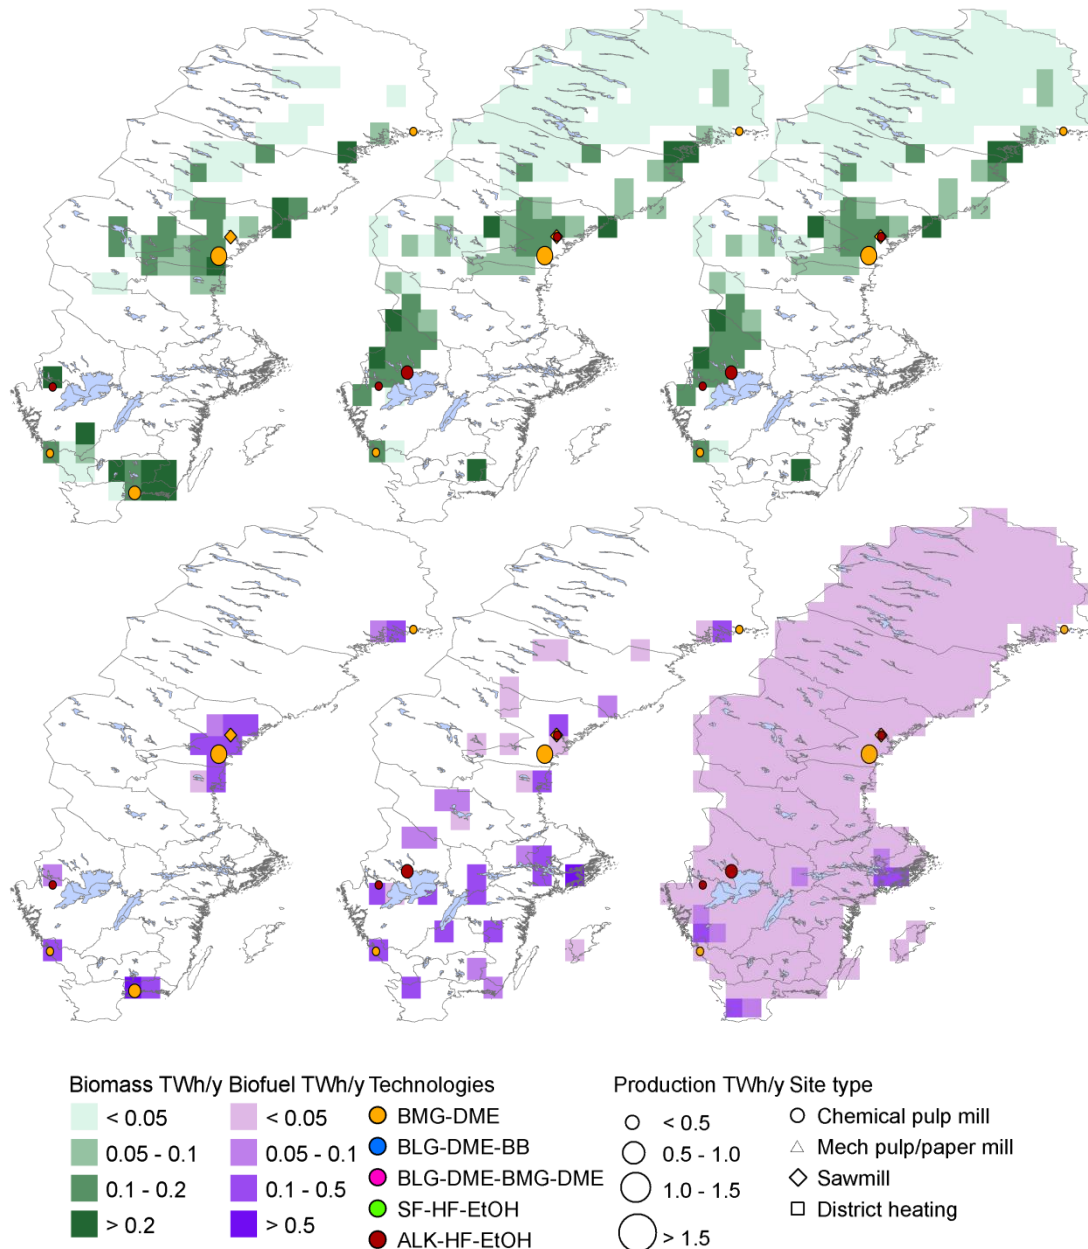 Biomass TWh/y Biofuel TWh/y Technologies Production TWh/y Site type
< 0.05 < 0.05 BMG-DME < 0.5 Chemical pulp mill
0.05 - 0.1 0.05 - 0.1 BLG-DME-BB 0.5 - 1.0 Mech pulp/paper mill
0.1 - 0.2 0.1 - 0.5 BLG-DME-BMG-DME 1.0 - 1.5 Sawmill
> 0.2 > 0.5 SF-HF-EtOH > 1.5 District heating
ALK-HF-EtOH